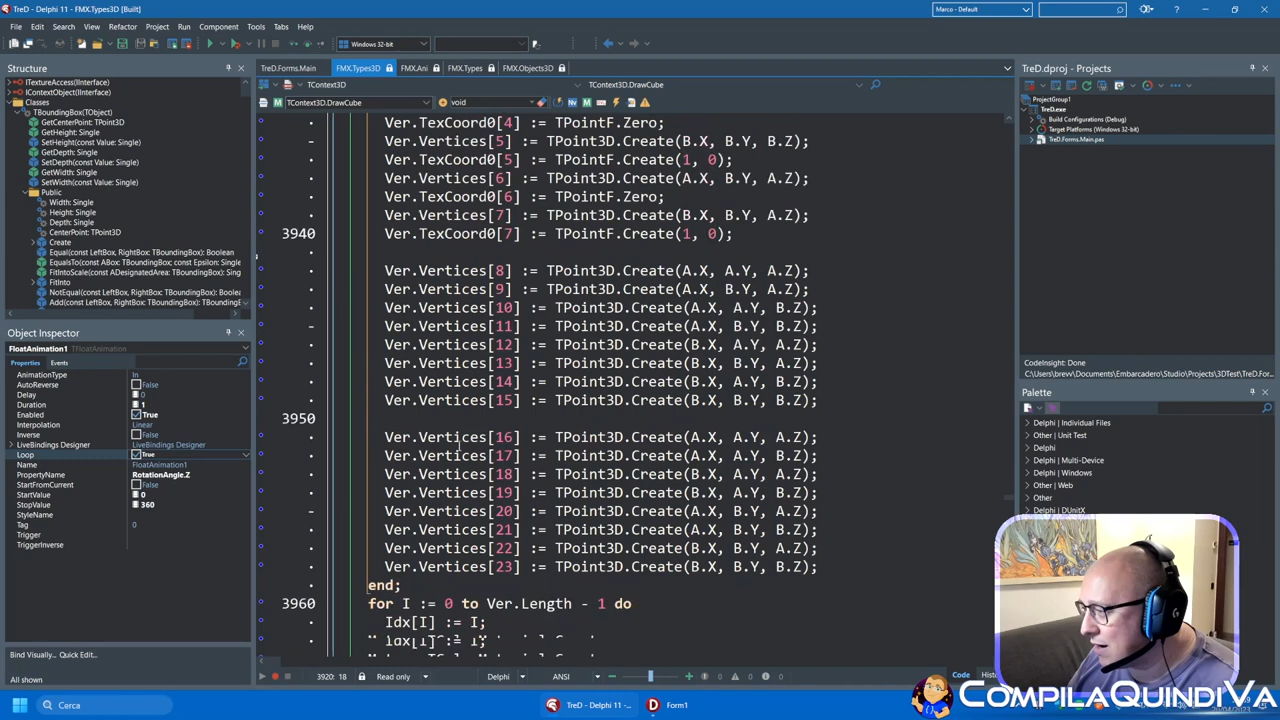 TreD - Delphi 11 - FMX.Types3D [Built]
Marco - Default
File Edit Search View Refactor Project Run Component Tools Tabs Help
Windows 32-bit
Structure
ITextureAccess(IInterface)
IContextObject(IInterface)
Classes
TBoundingBox(TObject)
GetCenterPoint: TPoint3D
GetHeight: Single
SetHeight(const Value: Single)
GetDepth: Single
SetDepth(const Value: Single)
GetWidth: Single
SetWidth(const Value: Single)
Public
Width: Single
Height: Single
Depth: Single
CenterPoint: TPoint3D
Create
Equal(const LeftBox, RightBox: TBoundingBox): Boolean
EqualsTo(const ABox: TBoundingBox; const Epsilon: Sing
FitIntoScale(const ADesignatedArea: TBoundingBox): Sing
FitInto
NotEqual(const LeftBox, RightBox: TBoundingBox): Boole
Add(const LeftBox, RightBox: TBoundingBox): TBoundingB
Object Inspector
FloatAnimation1 TFloatAnimation
Properties Events
AnimationType In
AutoReverse False
Delay 0
Duration 1
Enabled True
Interpolation Linear
Inverse False
LiveBindings Designer LiveBindings Designer
Loop True
Name FloatAnimation1
PropertyName RotationAngle.Z
StartFromCurrent False
StartValue 0
StopValue 360
StyleName
Tag 0
Trigger
TriggerInverse
Bind Visually... Quick Edit...
All shown
TreD.Forms.Main FMX.Types3D FMX.Ani FMX.Types FMX.Objects3D
TContext3D TContext3D.DrawCube
TContext3D.DrawCube void
Ver.TexCoord0[4] := TPointF.Zero;
Ver.Vertices[5] := TPoint3D.Create(B.X, B.Y, B.Z);
Ver.TexCoord0[5] := TPointF.Create(1, 0);
Ver.Vertices[6] := TPoint3D.Create(A.X, B.Y, A.Z);
Ver.TexCoord0[6] := TPointF.Zero;
Ver.Vertices[7] := TPoint3D.Create(B.X, B.Y, A.Z);
3940 Ver.TexCoord0[7] := TPointF.Create(1, 0);
Ver.Vertices[8] := TPoint3D.Create(A.X, A.Y, A.Z);
Ver.Vertices[9] := TPoint3D.Create(A.X, B.Y, A.Z);
Ver.Vertices[10] := TPoint3D.Create(A.X, A.Y, B.Z);
Ver.Vertices[11] := TPoint3D.Create(A.X, B.Y, B.Z);
Ver.Vertices[12] := TPoint3D.Create(A.X, A.Y, B.Z);
Ver.Vertices[13] := TPoint3D.Create(B.X, A.Y, B.Z);
Ver.Vertices[14] := TPoint3D.Create(A.X, B.Y, B.Z);
Ver.Vertices[15] := TPoint3D.Create(B.X, B.Y, B.Z);
3950
Ver.Vertices[16] := TPoint3D.Create(A.X, A.Y, A.Z);
Ver.Vertices[17] := TPoint3D.Create(B.X, A.Y, A.Z);
Ver.Vertices[18] := TPoint3D.Create(A.X, B.Y, A.Z);
Ver.Vertices[19] := TPoint3D.Create(B.X, B.Y, A.Z);
Ver.Vertices[20] := TPoint3D.Create(B.X, A.Y, A.Z);
Ver.Vertices[21] := TPoint3D.Create(B.X, B.Y, A.Z);
Ver.Vertices[22] := TPoint3D.Create(B.X, A.Y, B.Z);
Ver.Vertices[23] := TPoint3D.Create(B.X, B.Y, B.Z);
end;
3960 for I := 0 to Ver.Length - 1 do
Idx[I] := I;
3920: 18 Read only Delphi ANSI 0 0 0 Code
TreD.dproj - Projects
ProjectGroup1
TreD.exe
Build Configurations (Debug)
Target Platforms (Windows 32-bit)
TreD.Forms.Main.pas
CodeInsight: Done
C:\Users\brevv\Documents\Embarcadero\Studio\Projects\3DTest\TreD.For
Palette
Delphi | Individual Files
Other | Unit Test
Delphi
Delphi | Multi-Device
Delphi | Windows
Other | Web
Other
Delphi | DUnitX
Cerca
TreD - Delphi 11 - ...
Form1
COMPILAQUINDIVA